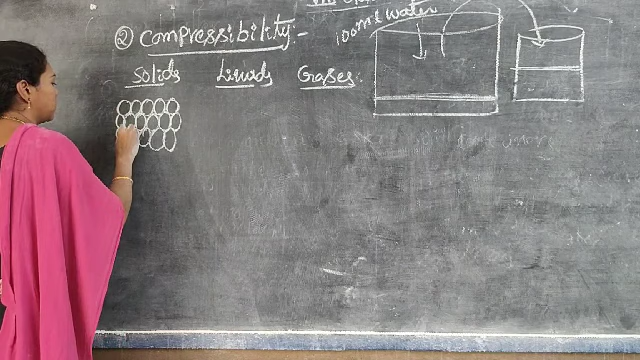 ② Compressibility:-
100ml water
Solids Liquids Gases: